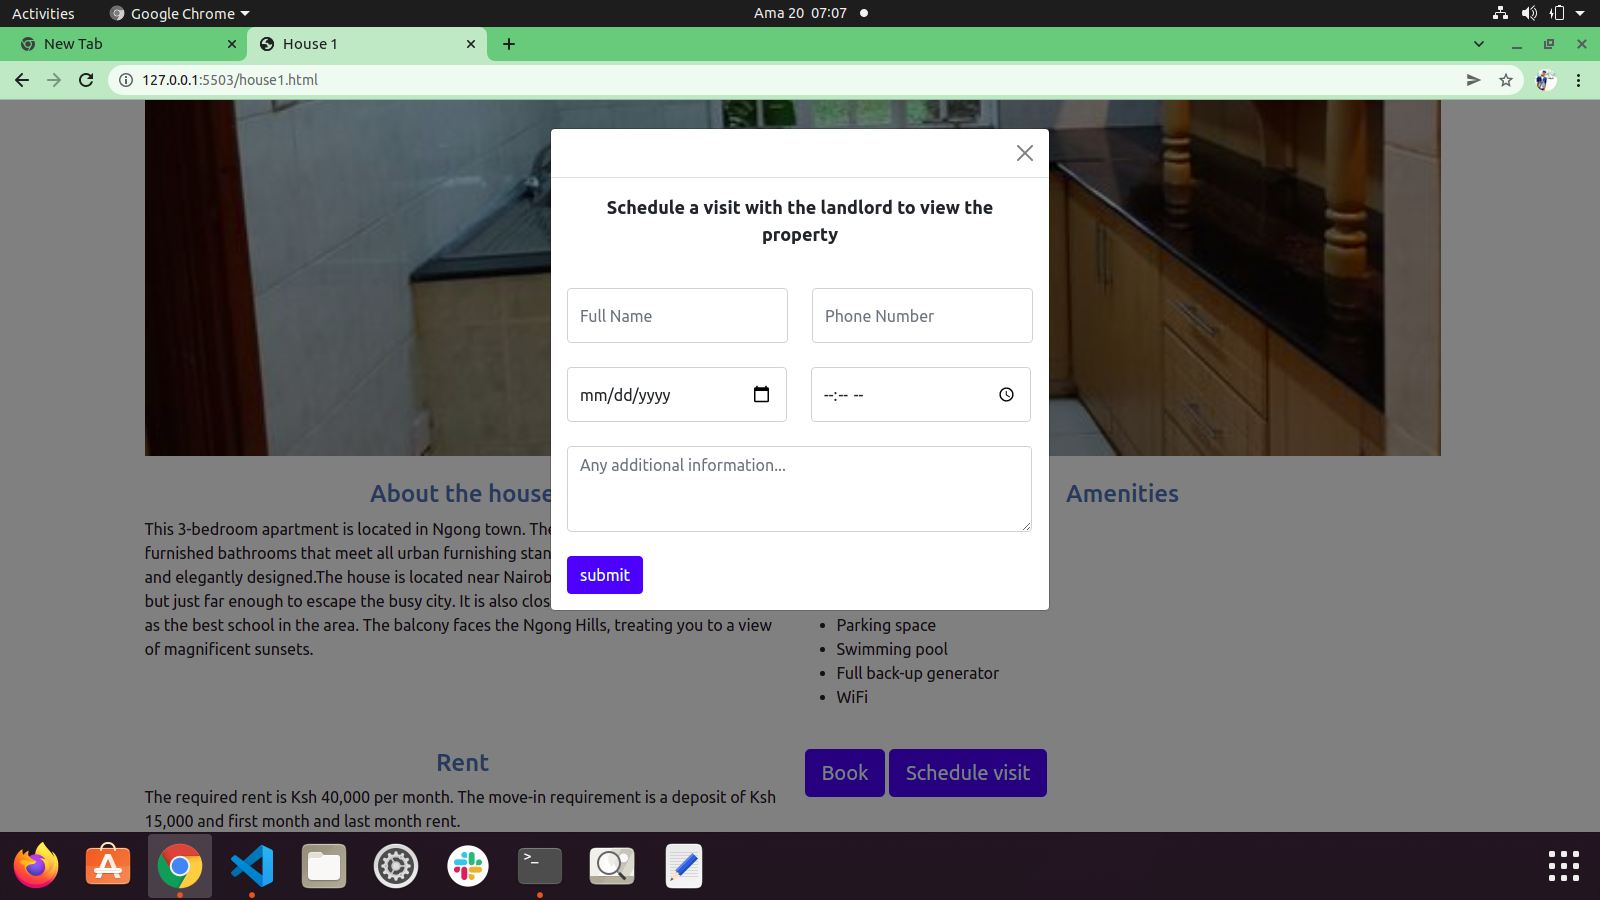 Activities
Google Chrome
Ama 20 07:07
New Tab
House 1
127.0.0.1:5503/house1.html
Schedule a visit with the landlord to view the
property
Full Name
Phone Number
mm/dd/yyyy
--:-- --
Any additional information...
submit
About the house
This 3-bedroom apartment is located in Ngong town. The
furnished bathrooms that meet all urban furnishing stan
and elegantly designed.The house is located near Nairob
but just far enough to escape the busy city. It is also clos
as the best school in the area. The balcony faces the Ngong Hills, treating you to a view
of magnificent sunsets.
Amenities
• Parking space
• Swimming pool
• Full back-up generator
• WiFi
Rent
The required rent is Ksh 40,000 per month. The move-in requirement is a deposit of Ksh
15,000 and first month and last month rent.
Book
Schedule visit